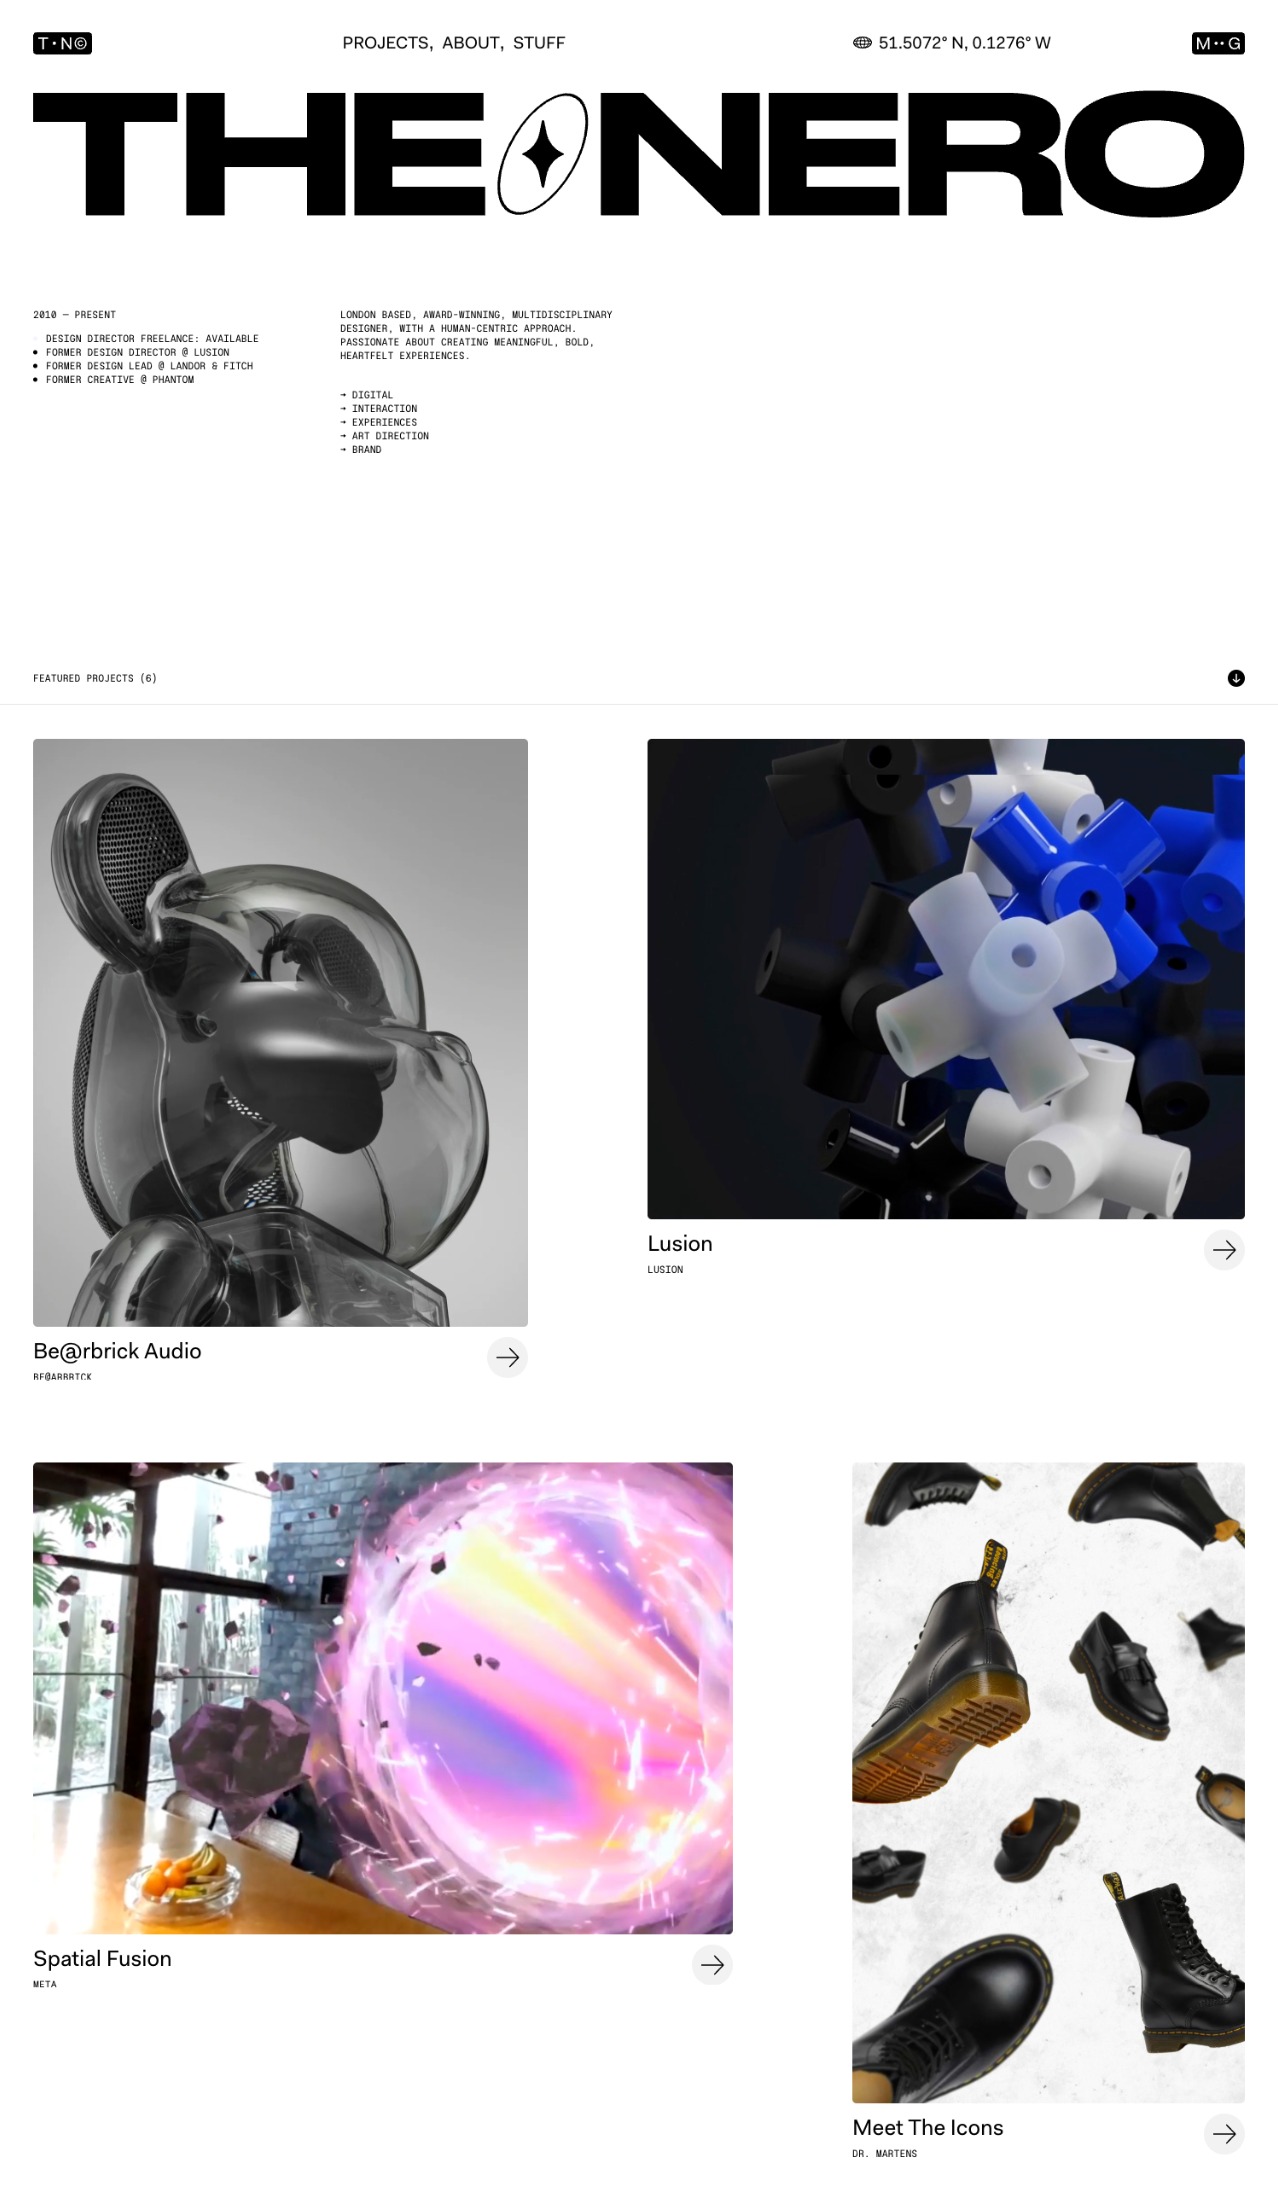 T·N©
PROJECTS, ABOUT, STUFF
51.5072° N, 0.1276° W
M··G
THE NERO
2010 — PRESENT
DESIGN DIRECTOR FREELANCE: AVAILABLE
● FORMER DESIGN DIRECTOR @ LUSION
● FORMER DESIGN LEAD @ LANDOR & FITCH
● FORMER CREATIVE @ PHANTOM
LONDON BASED, AWARD-WINNING, MULTIDISCIPLINARY
DESIGNER, WITH A HUMAN-CENTRIC APPROACH.
PASSIONATE ABOUT CREATING MEANINGFUL, BOLD,
HEARTFELT EXPERIENCES.
→ DIGITAL
→ INTERACTION
→ EXPERIENCES
→ ART DIRECTION
→ BRAND
FEATURED PROJECTS (6)
Be@rbrick Audio
BE@ARBRICK
Lusion
LUSION
Spatial Fusion
META
Meet The Icons
DR. MARTENS